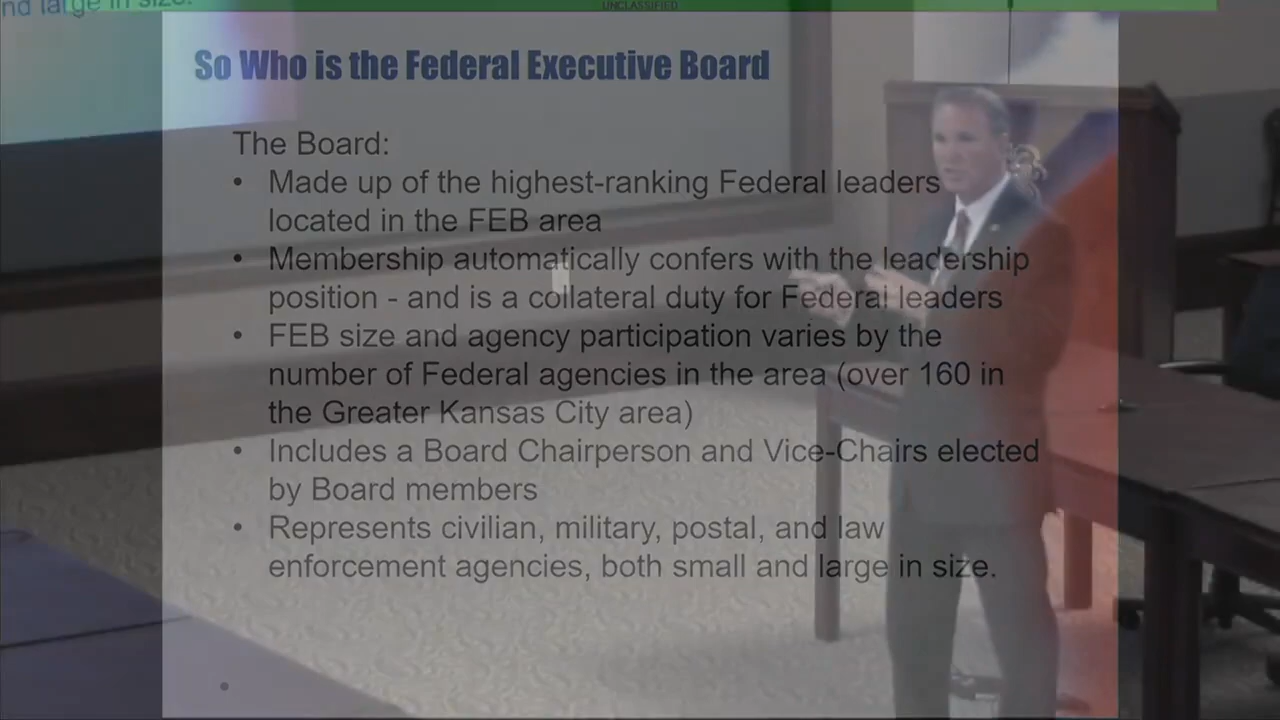 nd large in size.
UNCLASSIFIED
So Who is the Federal Executive Board
The Board:
• Made up of the highest-ranking Federal leaders
located in the FEB area
• Membership automatically confers with the leadership
position - and is a collateral duty for Federal leaders
• FEB size and agency participation varies by the
number of Federal agencies in the area (over 160 in
the Greater Kansas City area)
• Includes a Board Chairperson and Vice-Chairs elected
by Board members
• Represents civilian, military, postal, and law
enforcement agencies, both small and large in size.
•